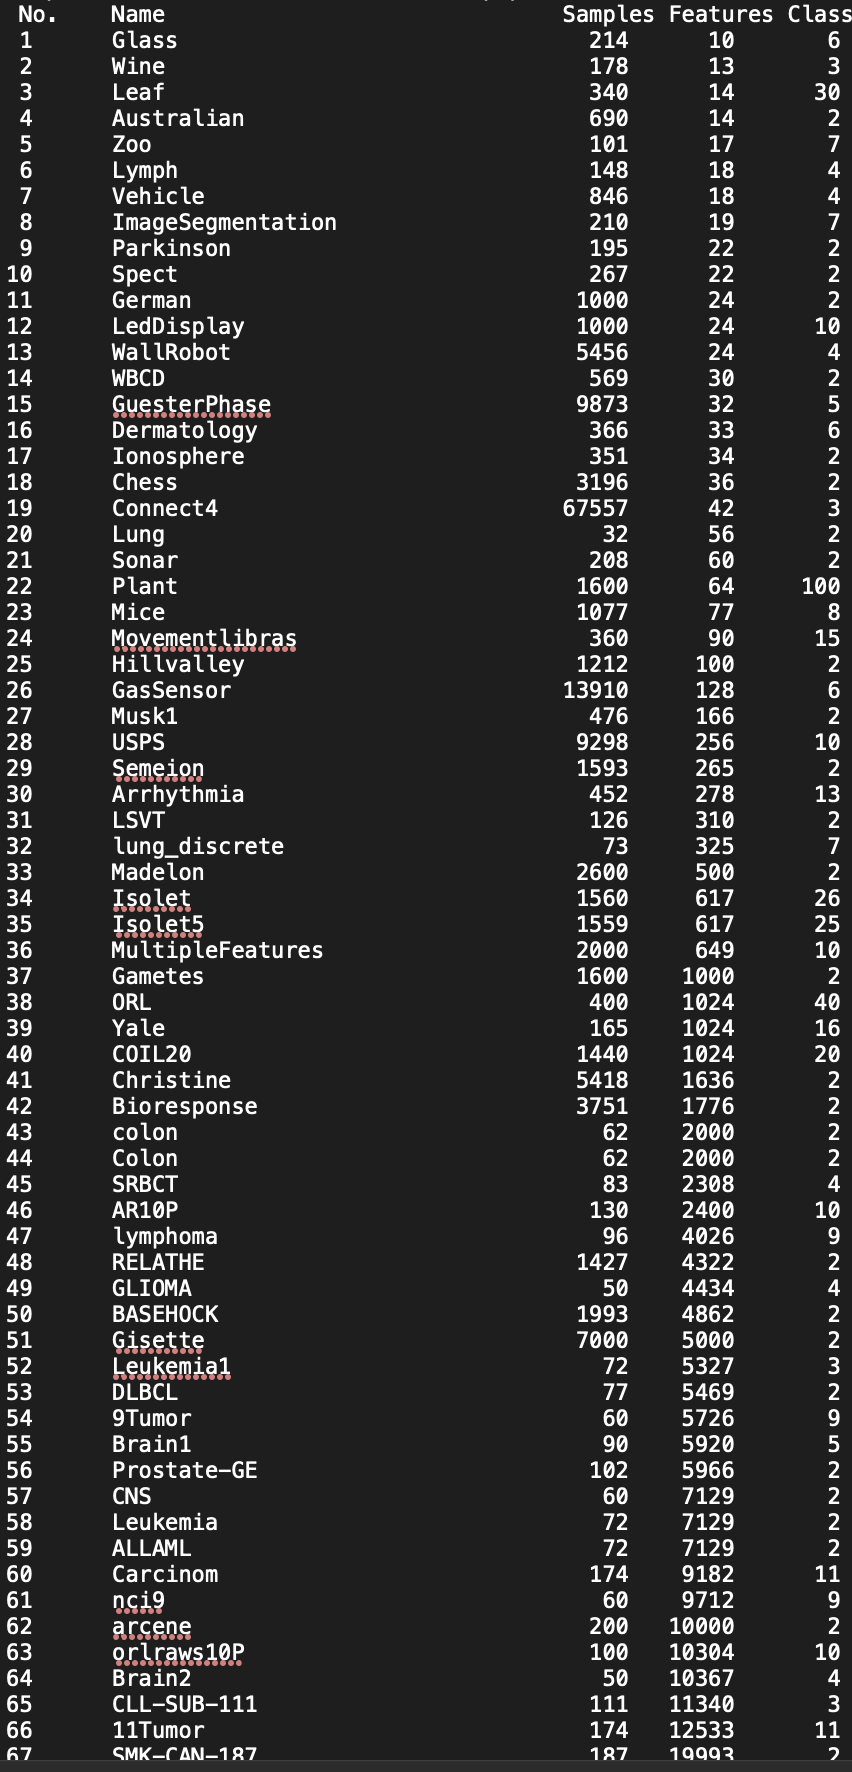 No. Name Samples Features Class
1 Glass 214 10 6
2 Wine 178 13 3
3 Leaf 340 14 30
4 Australian 690 14 2
5 Zoo 101 17 7
6 Lymph 148 18 4
7 Vehicle 846 18 4
8 ImageSegmentation 210 19 7
9 Parkinson 195 22 2
10 Spect 267 22 2
11 German 1000 24 2
12 LedDisplay 1000 24 10
13 WallRobot 5456 24 4
14 WBCD 569 30 2
15 GuesterPhase 9873 32 5
16 Dermatology 366 33 6
17 Ionosphere 351 34 2
18 Chess 3196 36 2
19 Connect4 67557 42 3
20 Lung 32 56 2
21 Sonar 208 60 2
22 Plant 1600 64 100
23 Mice 1077 77 8
24 Movementlibras 360 90 15
25 Hillvalley 1212 100 2
26 GasSensor 13910 128 6
27 Musk1 476 166 2
28 USPS 9298 256 10
29 Semeion 1593 265 2
30 Arrhythmia 452 278 13
31 LSVT 126 310 2
32 lung_discrete 73 325 7
33 Madelon 2600 500 2
34 Isolet 1560 617 26
35 Isolet5 1559 617 25
36 MultipleFeatures 2000 649 10
37 Gametes 1600 1000 2
38 ORL 400 1024 40
39 Yale 165 1024 16
40 COIL20 1440 1024 20
41 Christine 5418 1636 2
42 Bioresponse 3751 1776 2
43 colon 62 2000 2
44 Colon 62 2000 2
45 SRBCT 83 2308 4
46 AR10P 130 2400 10
47 lymphoma 96 4026 9
48 RELATHE 1427 4322 2
49 GLIOMA 50 4434 4
50 BASEHOCK 1993 4862 2
51 Gisette 7000 5000 2
52 Leukemia1 72 5327 3
53 DLBCL 77 5469 2
54 9Tumor 60 5726 9
55 Brain1 90 5920 5
56 Prostate-GE 102 5966 2
57 CNS 60 7129 2
58 Leukemia 72 7129 2
59 ALLAML 72 7129 2
60 Carcinom 174 9182 11
61 nci9 60 9712 9
62 arcene 200 10000 2
63 orlraws10P 100 10304 10
64 Brain2 50 10367 4
65 CLL-SUB-111 111 11340 3
66 11Tumor 174 12533 11
67 SMK-CAN-187 187 19993 2